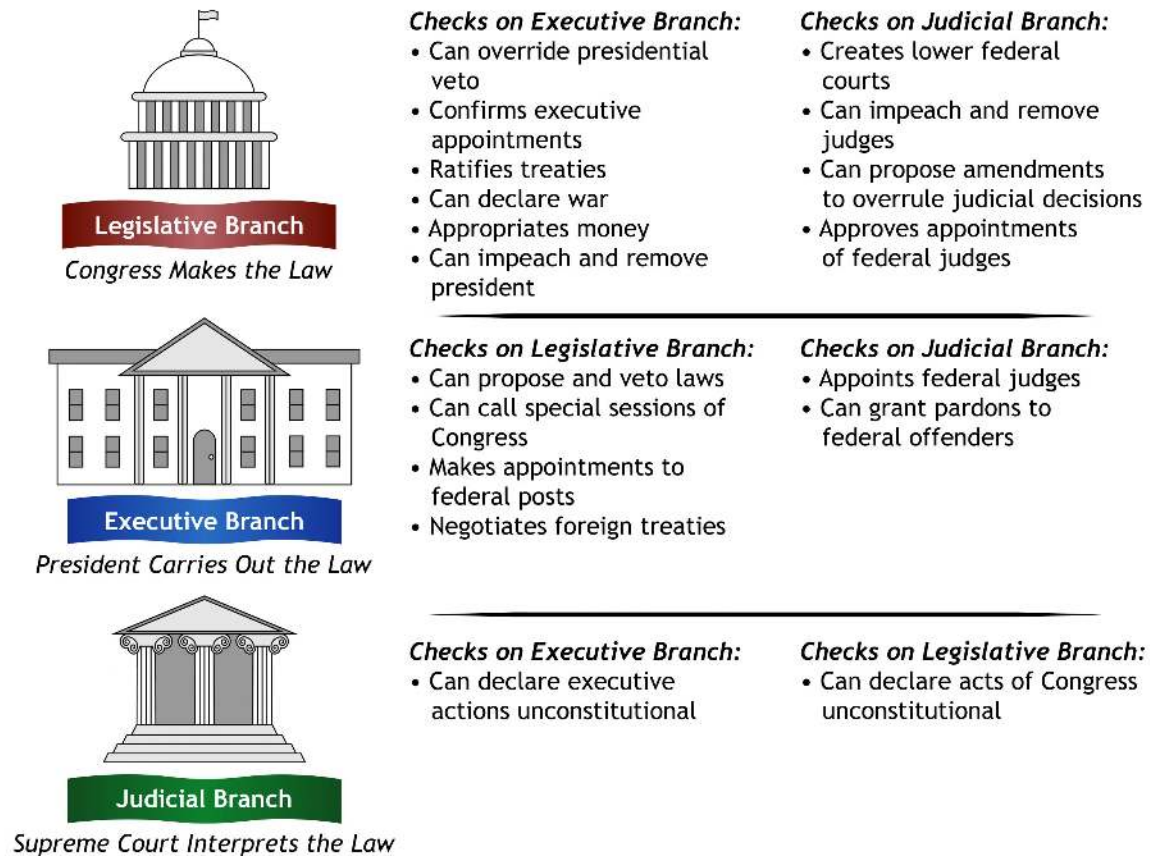 Legislative Branch
Congress Makes the Law
Checks on Executive Branch:
• Can override presidential
veto
• Confirms executive
appointments
• Ratifies treaties
• Can declare war
• Appropriates money
• Can impeach and remove
president
Checks on Judicial Branch:
• Creates lower federal
courts
• Can impeach and remove
judges
• Can propose amendments
to overrule judicial decisions
• Approves appointments
of federal judges
Executive Branch
President Carries Out the Law
Checks on Legislative Branch:
• Can propose and veto laws
• Can call special sessions of
Congress
• Makes appointments to
federal posts
• Negotiates foreign treaties
Checks on Judicial Branch:
• Appoints federal judges
• Can grant pardons to
federal offenders
Judicial Branch
Supreme Court Interprets the Law
Checks on Executive Branch:
• Can declare executive
actions unconstitutional
Checks on Legislative Branch:
• Can declare acts of Congress
unconstitutional